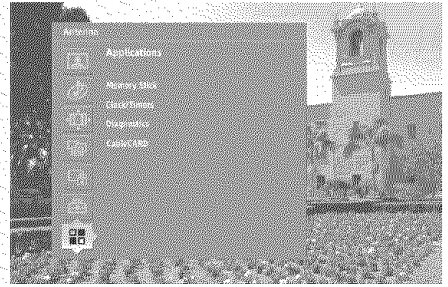 Antenna
Applications
Memory Stick
Clock/Timers
Diagnostics
CableCARD